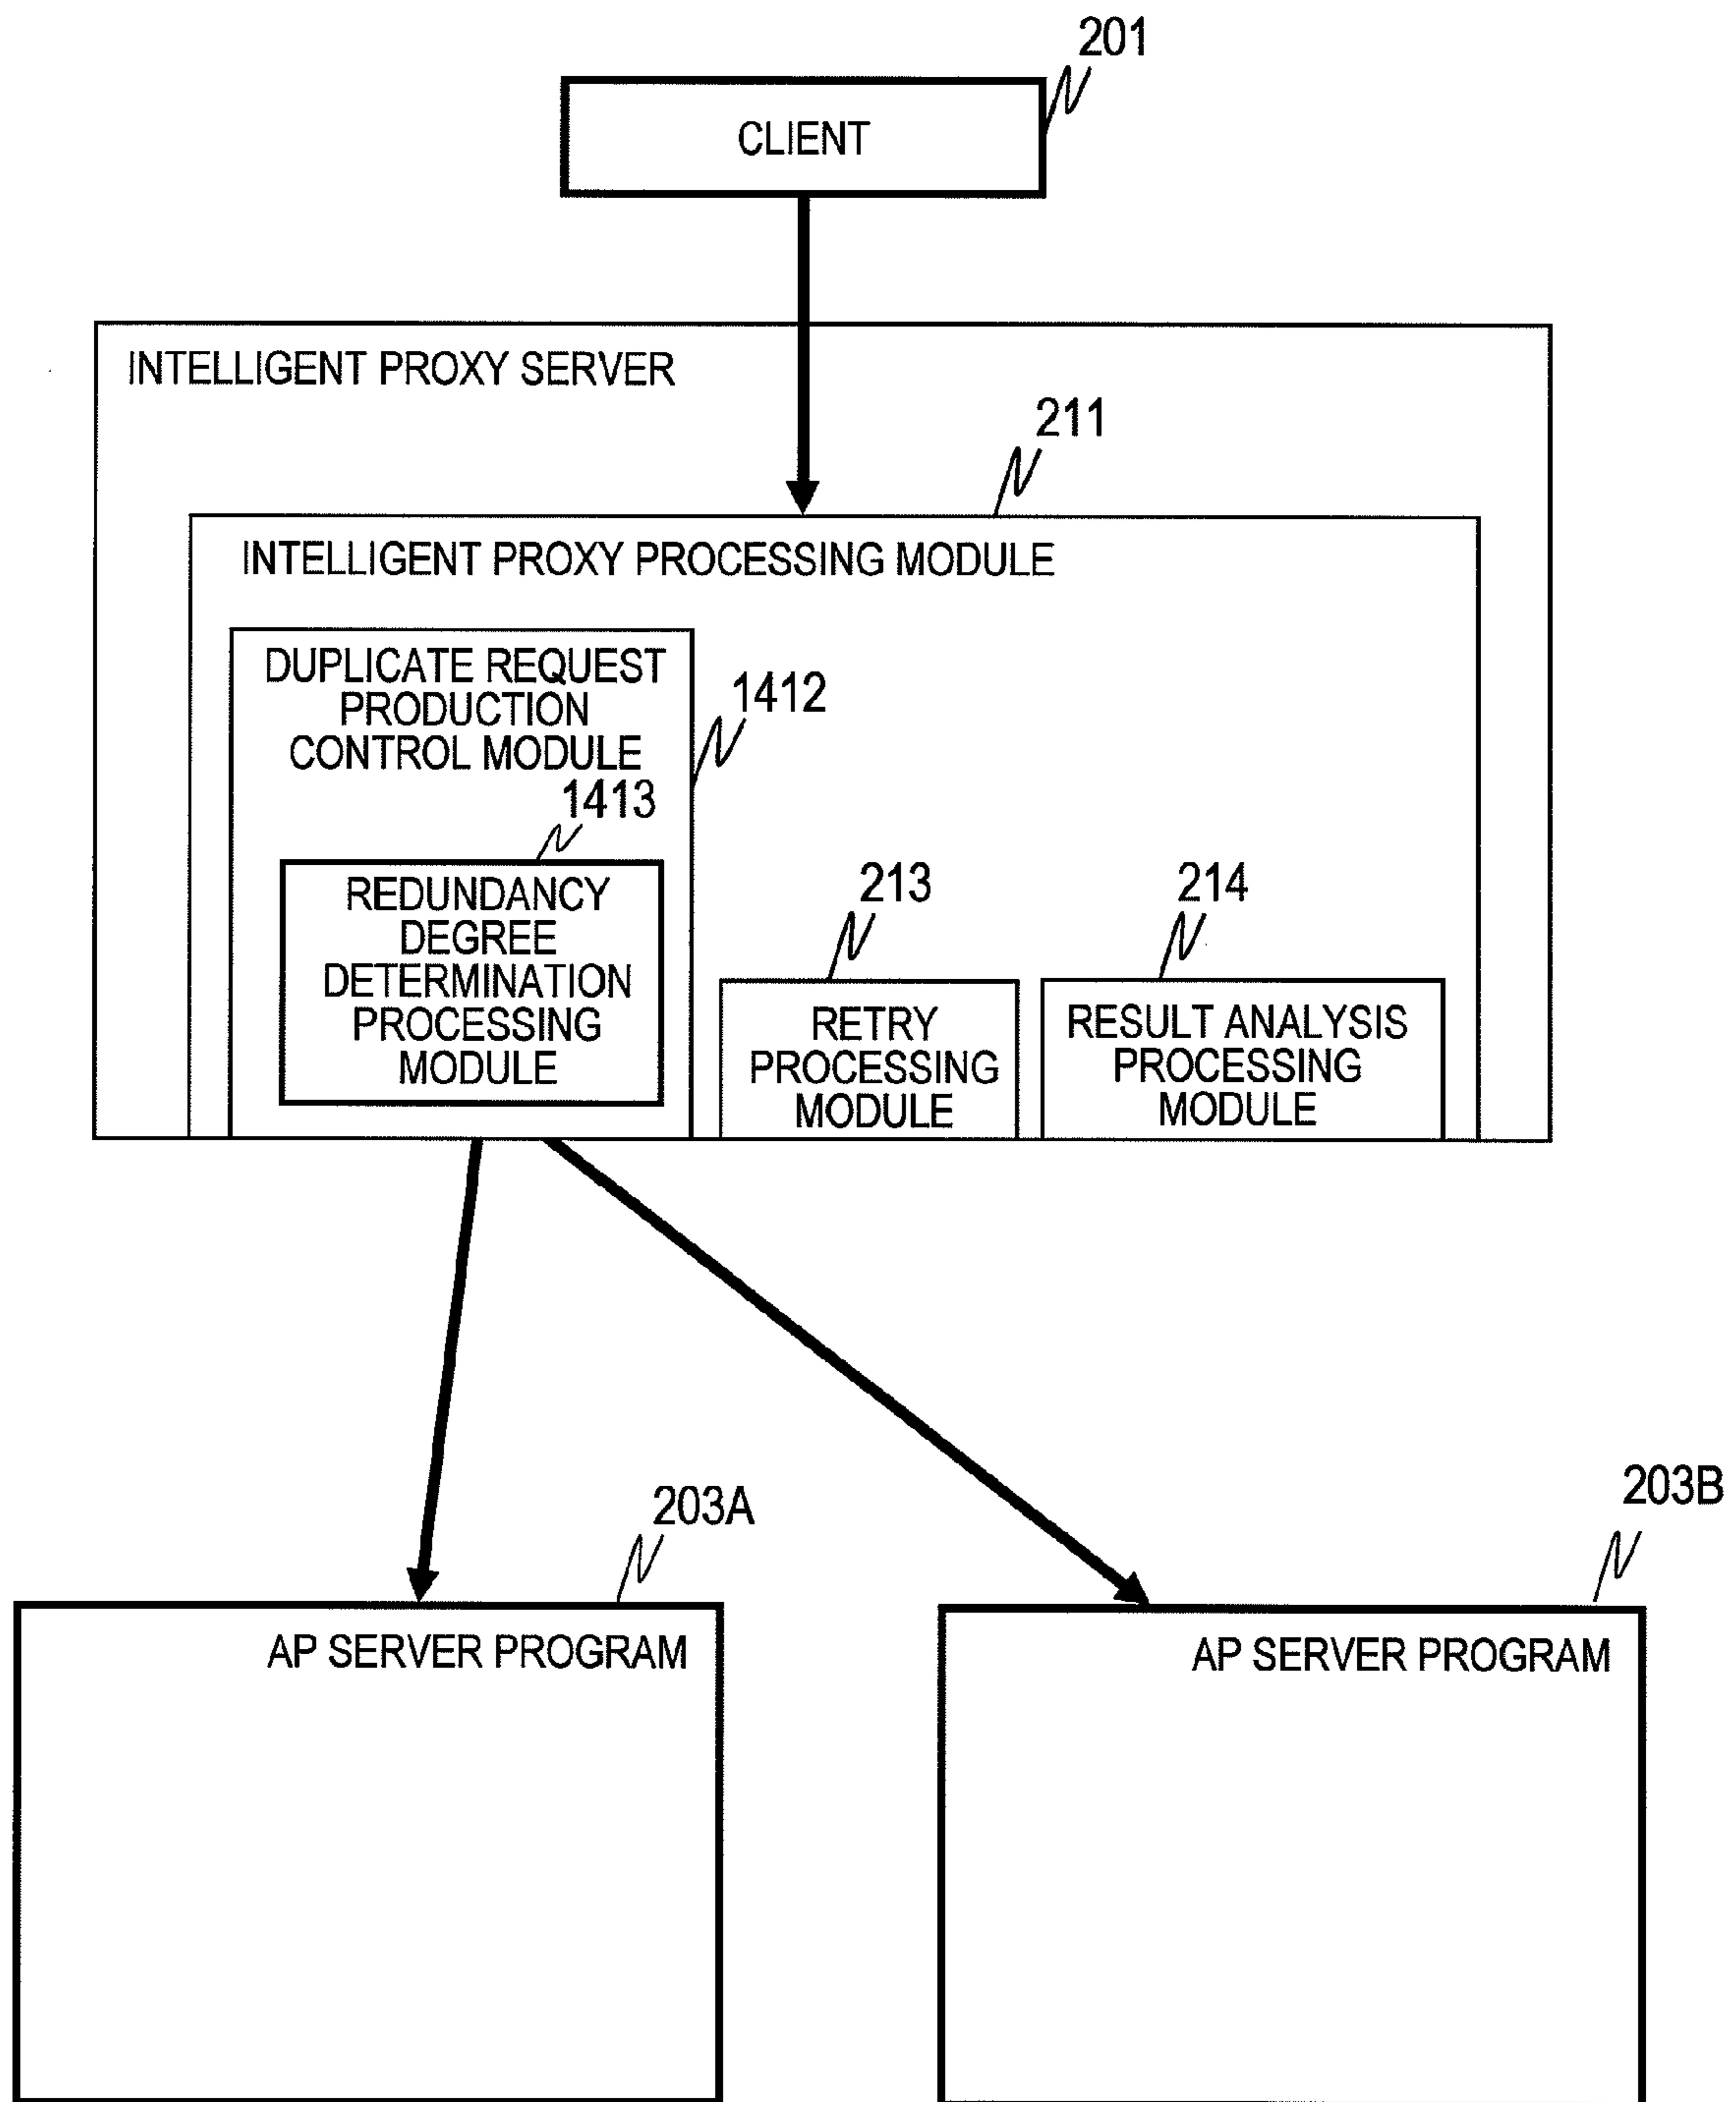 201
CLIENT
INTELLIGENT PROXY SERVER
211
INTELLIGENT PROXY PROCESSING MODULE
DUPLICATE REQUEST
PRODUCTION
CONTROL MODULE
1412
1413
REDUNDANCY
DEGREE
DETERMINATION
PROCESSING
MODULE
213
RETRY
PROCESSING
MODULE
214
RESULT ANALYSIS
PROCESSING
MODULE
203A
AP SERVER PROGRAM
203B
AP SERVER PROGRAM